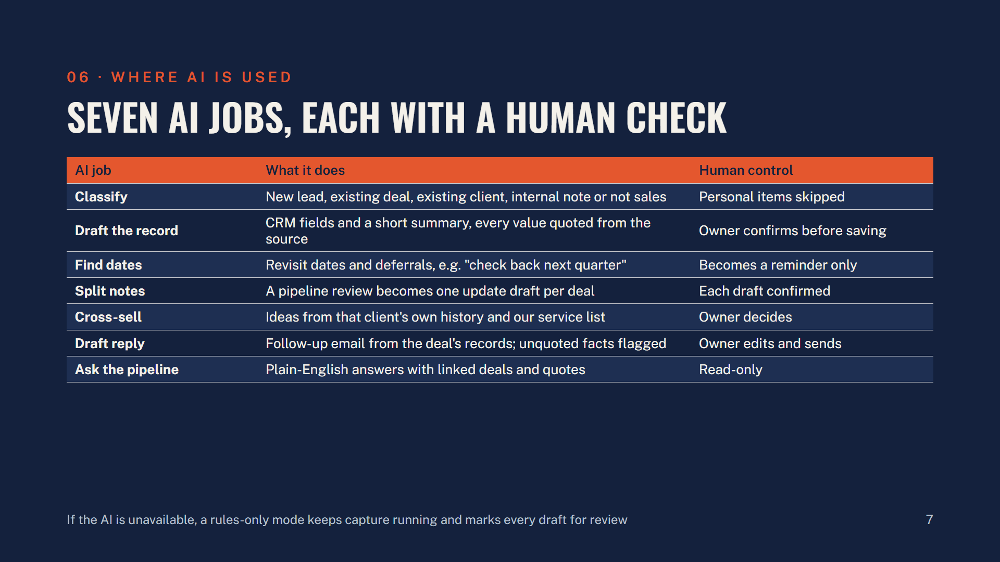 06 · WHERE AI IS USED
SEVEN AI JOBS, EACH WITH A HUMAN CHECK
AI job What it does Human control
Classify New lead, existing deal, existing client, internal note or not sales Personal items skipped
Draft the record CRM fields and a short summary, every value quoted from the
source Owner confirms before saving
Find dates Revisit dates and deferrals, e.g. "check back next quarter" Becomes a reminder only
Split notes A pipeline review becomes one update draft per deal Each draft confirmed
Cross-sell Ideas from that client's own history and our service list Owner decides
Draft reply Follow-up email from the deal's records; unquoted facts flagged Owner edits and sends
Ask the pipeline Plain-English answers with linked deals and quotes Read-only
If the AI is unavailable, a rules-only mode keeps capture running and marks every draft for review 7